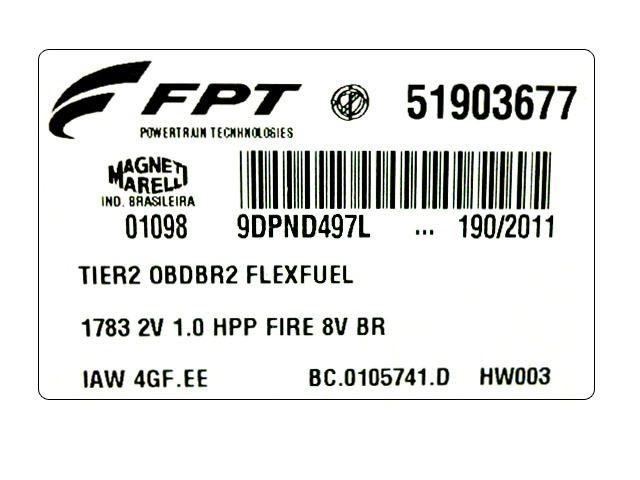 FPT 51903677
POWERTRAIN TECNHNOLOGIES
MAGNETI
MARELLI
IND. BRASILEIRA
01098 9DPND497L ... 190/2011
TIER2 OBDBR2 FLEXFUEL
1783 2V 1.0 HPP FIRE 8V BR
IAW 4GF.EE BC.0105741.D HW003